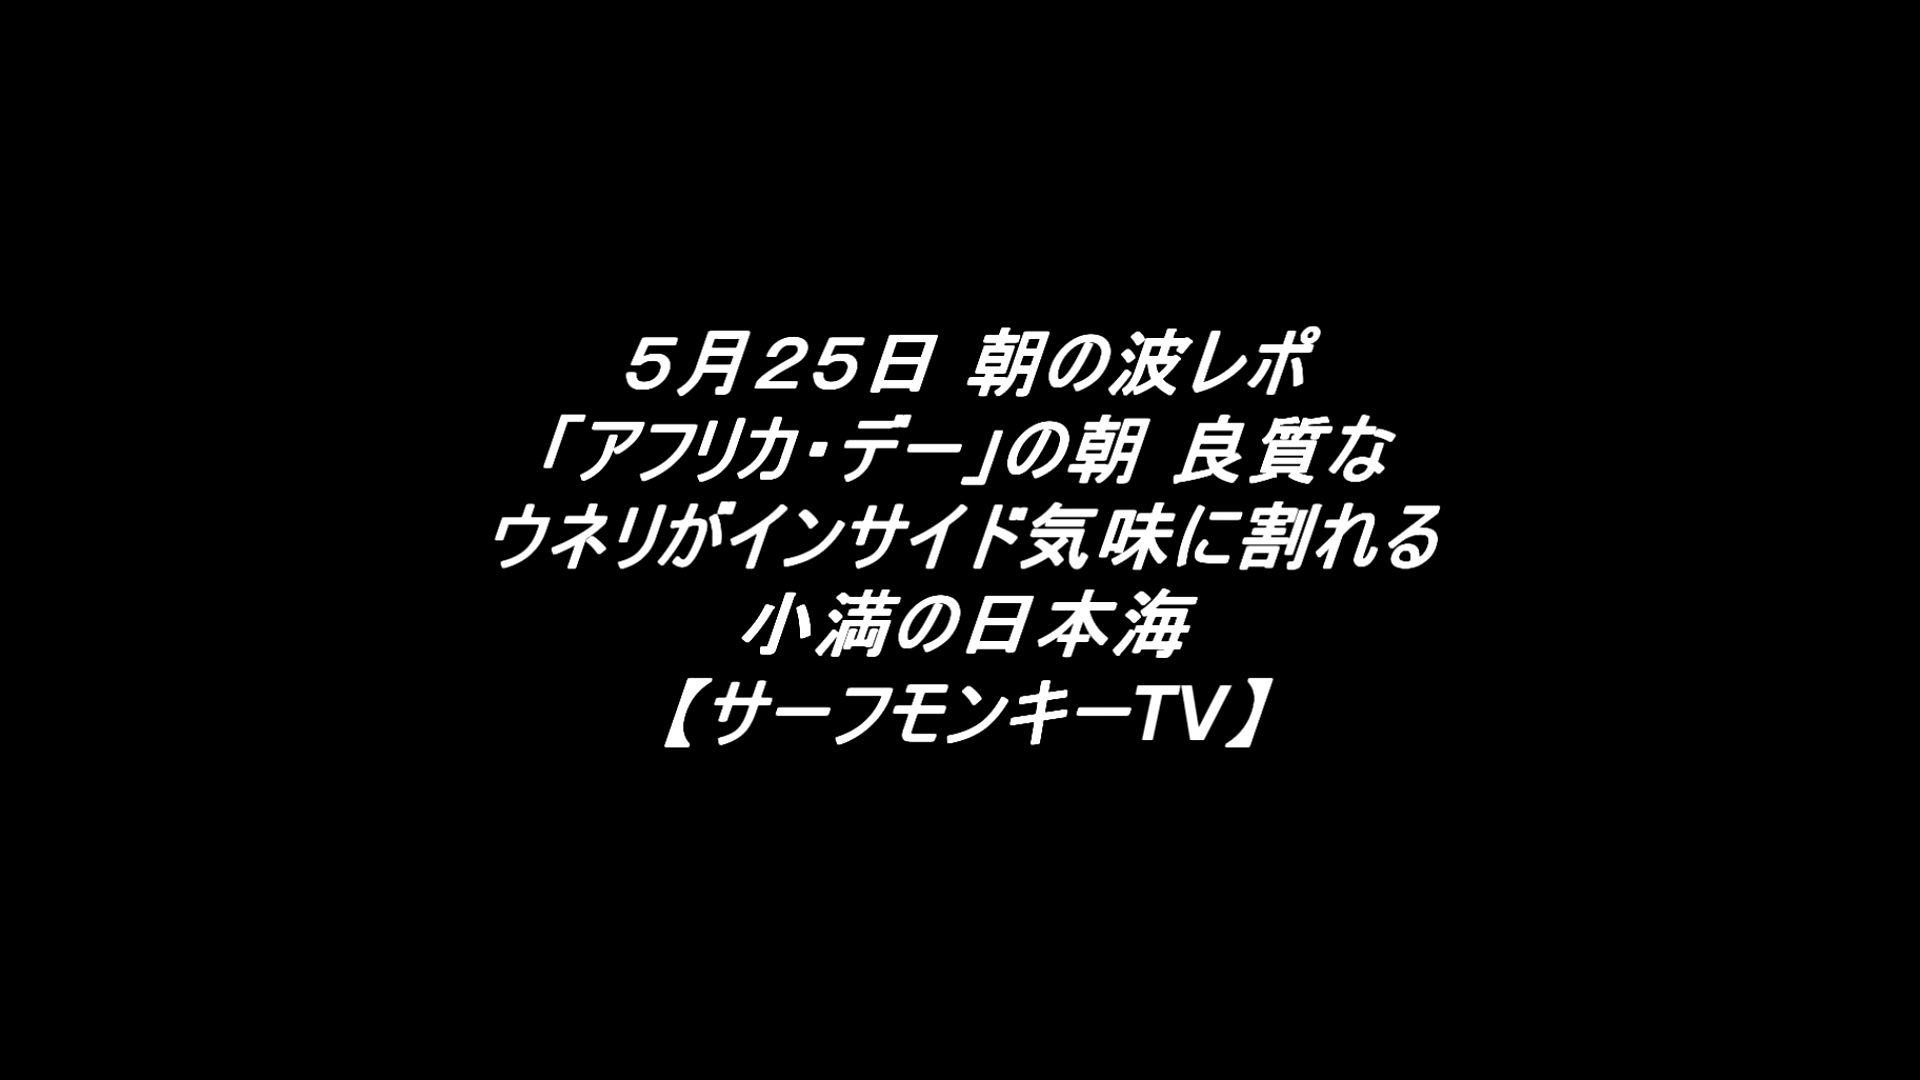 ５月２５日 朝の波レポ
「アフリカ・デー」の朝 良質な
ウネリがインサイド気味に割れる
小満の日本海
【サーフモンキーTV】